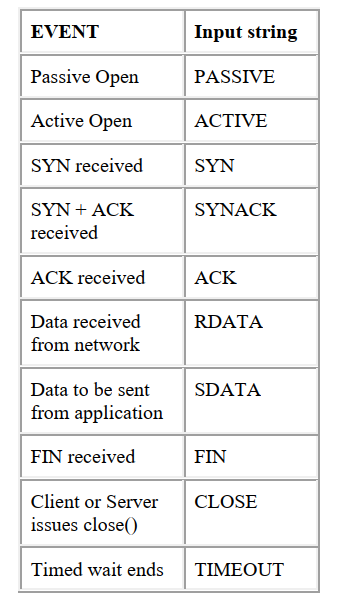 EVENT Input string
Passive Open PASSIVE
Active Open ACTIVE
SYN received SYN
SYN + ACK SYNACK
received
ACK received ACK
Data received RDATA
from network
Data to be sent SDATA
from application
FIN received FIN
Client or Server CLOSE
issues close()
Timed wait ends TIMEOUT